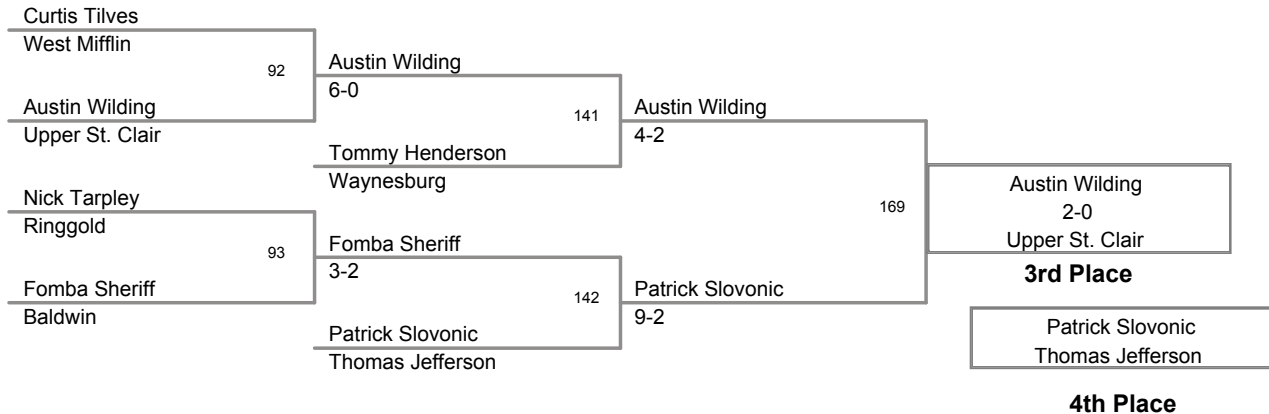 Curtis Tilves
West Mifflin
92
Austin Wilding
Upper St. Clair
Austin Wilding
6-0
141
Tommy Henderson
Waynesburg
Austin Wilding
4-2
Nick Tarpley
Ringgold
93
Fomba Sheriff
Baldwin
Fomba Sheriff
3-2
142
Patrick Slovonic
Thomas Jefferson
Patrick Slovonic
9-2
169
Austin Wilding
2-0
Upper St. Clair
3rd Place
Patrick Slovonic
Thomas Jefferson
4th Place